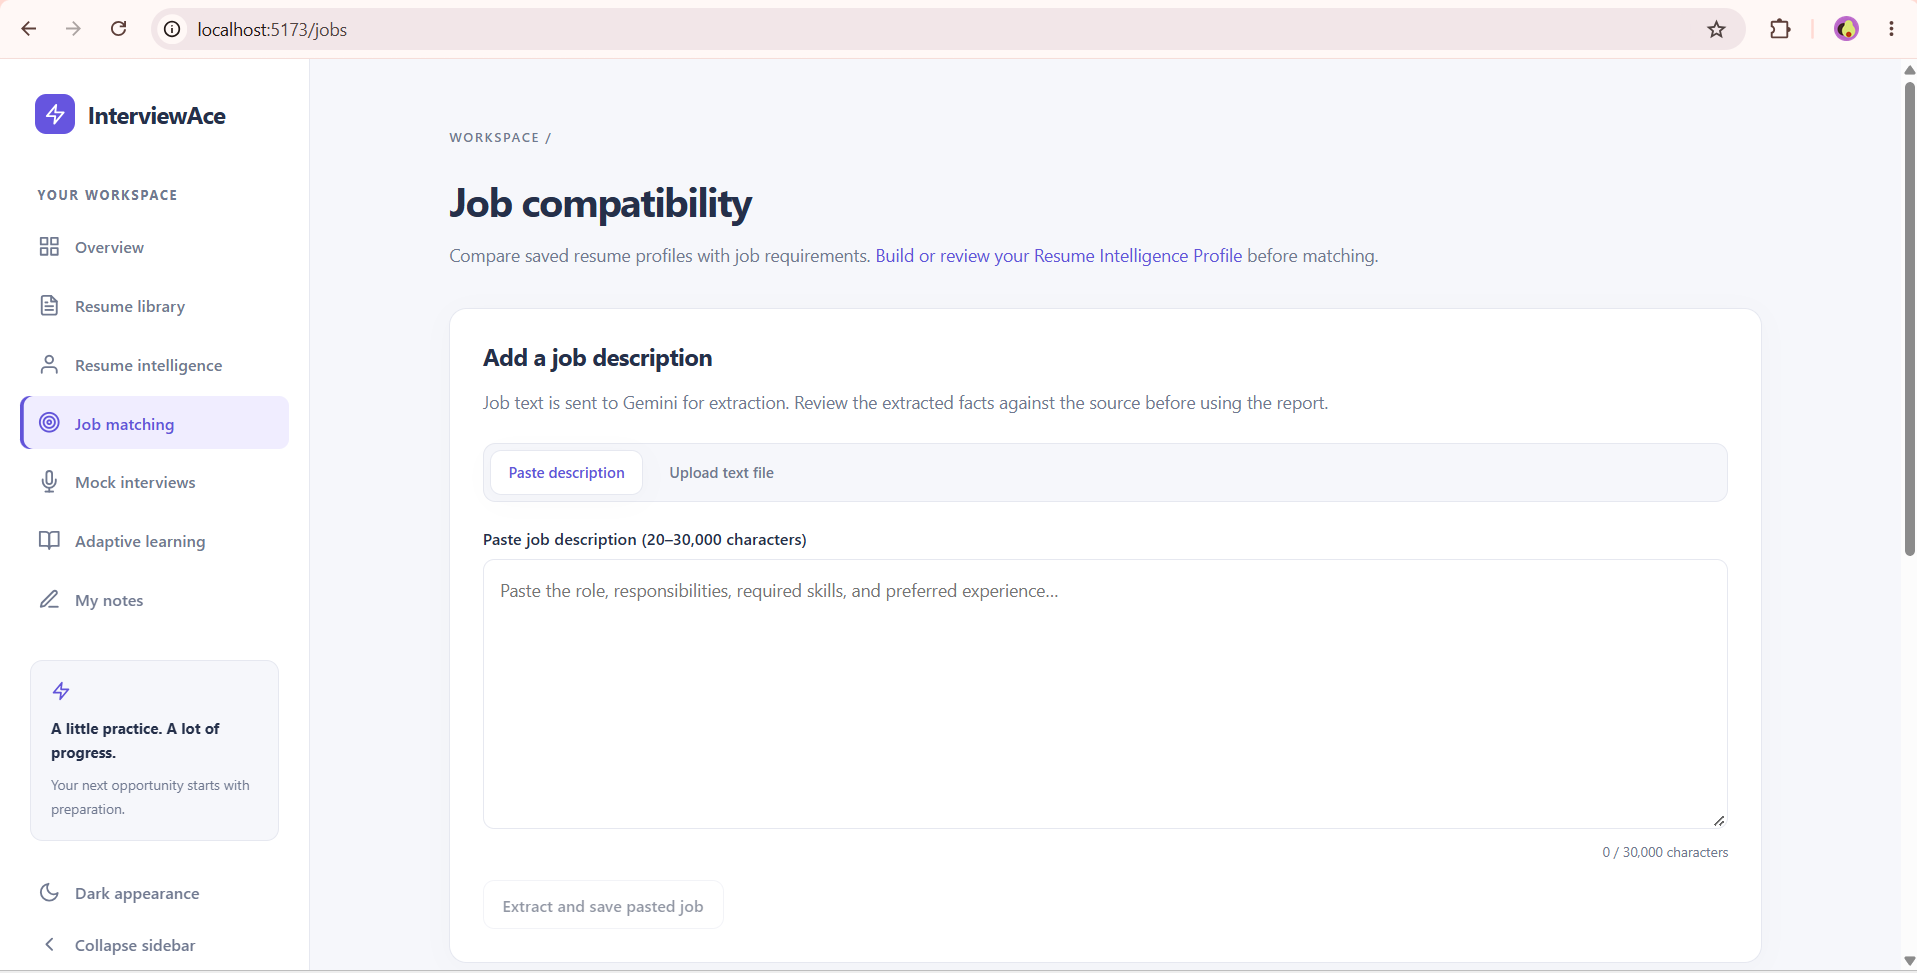 localhost:5173/jobs
InterviewAce
YOUR WORKSPACE
Overview
Resume library
Resume intelligence
Job matching
Mock interviews
Adaptive learning
My notes
A little practice. A lot of
progress.
Your next opportunity starts with
preparation.
Dark appearance
Collapse sidebar
WORKSPACE /
Job compatibility
Compare saved resume profiles with job requirements. Build or review your Resume Intelligence Profile before matching.
Add a job description
Job text is sent to Gemini for extraction. Review the extracted facts against the source before using the report.
Paste description
Upload text file
Paste job description (20–30,000 characters)
Paste the role, responsibilities, required skills, and preferred experience...
0 / 30,000 characters
Extract and save pasted job